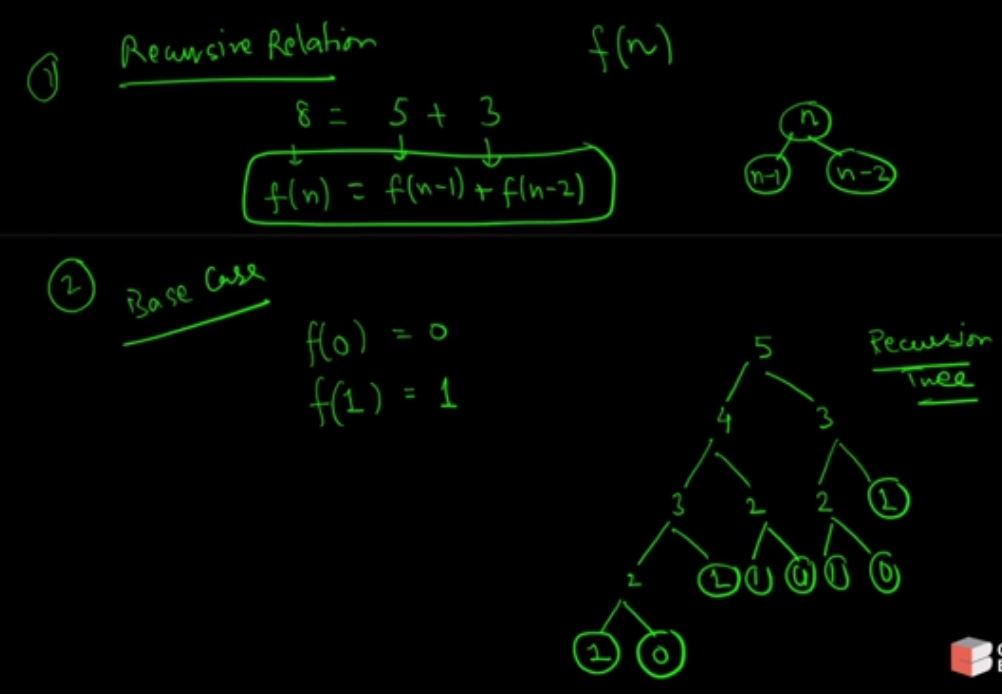 1 Recursive Relation
f(n)
8 = 5 + 3
f(n) = f(n-1) + f(n-2)
n
n-1 n-2
2 Base Case
f(0) = 0
f(1) = 1
Recursion
Tree
5
4 3
3 2 2 1
2 1 1 0 1 0
1 0